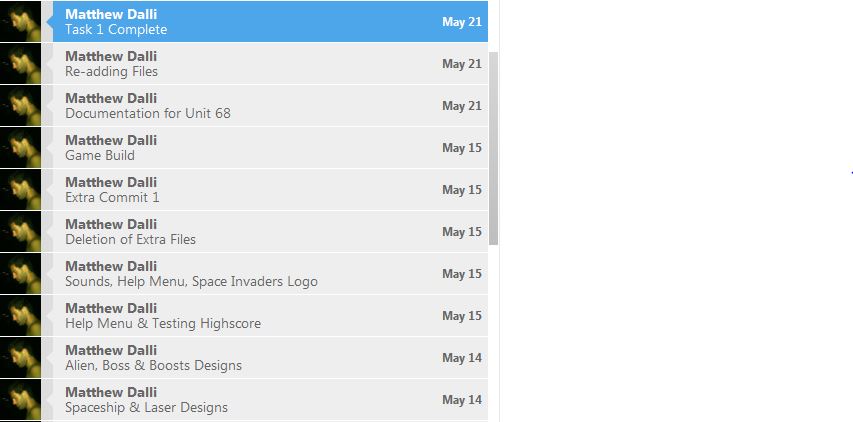 Matthew Dalli
Task 1 Complete
May 21
Matthew Dalli
Re-adding Files
May 21
Matthew Dalli
Documentation for Unit 68
May 21
Matthew Dalli
Game Build
May 15
Matthew Dalli
Extra Commit 1
May 15
Matthew Dalli
Deletion of Extra Files
May 15
Matthew Dalli
Sounds, Help Menu, Space Invaders Logo
May 15
Matthew Dalli
Help Menu & Testing Highscore
May 15
Matthew Dalli
Alien, Boss & Boosts Designs
May 14
Matthew Dalli
Spaceship & Laser Designs
May 14